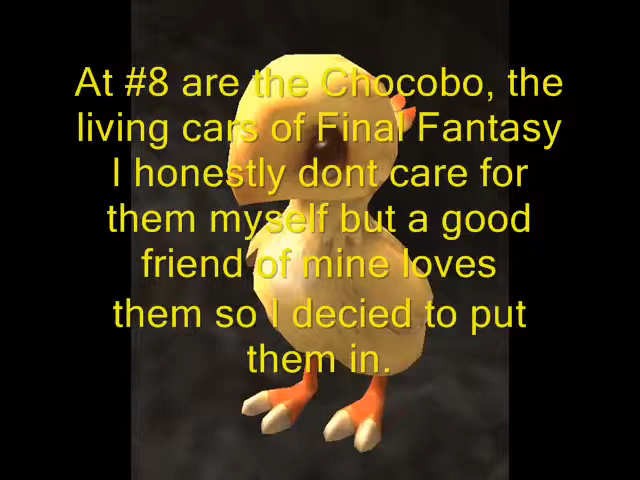 At #8 are the Chocobo, the
living cars of Final Fantasy
I honestly dont care for
them myself but a good
friend of mine loves
them so I decied to put
them in.